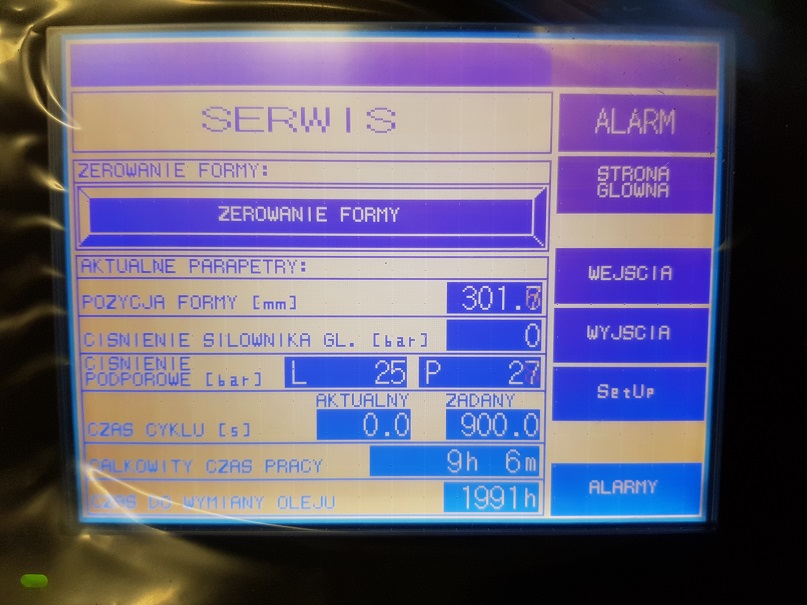 SERWIS
ALARM
ZEROWANIE FORMY:
STRONA
GLOWNA
ZEROWANIE FORMY
AKTUALNE PARAPETRY:
WEJSCIA
POZYCJA FORMY [mm]
CISNIENIE SILOWNIKA GL. [bar] 0
WYJSCIA
CISNIENIE
PODPOROWE [bar] L 25 P 27
SetUp
AKTUALNY ZADANY
CZAS CYKLU [s] 0.0 900.0
CALKOWITY CZAS PRACY 9h 6m
ALARMY
CZAS DO WYMIANY OLEJU 1991h